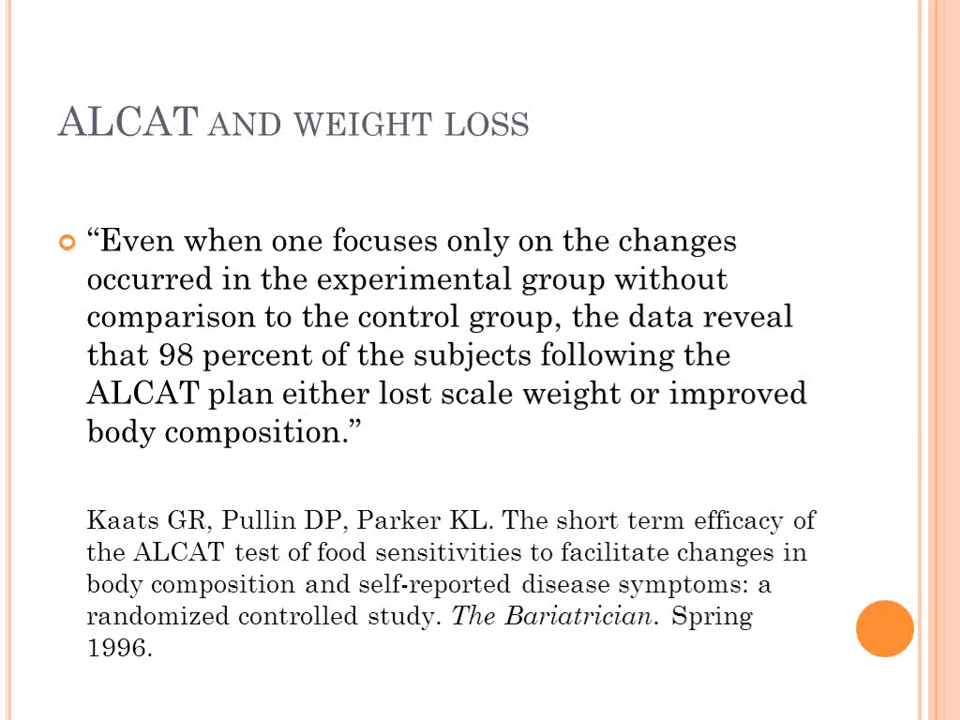 ALCAT AND WEIGHT LOSS
“Even when one focuses only on the changes
occurred in the experimental group without
comparison to the control group, the data reveal
that 98 percent of the subjects following the
ALCAT plan either lost scale weight or improved
body composition.”
Kaats GR, Pullin DP, Parker KL. The short term efficacy of
the ALCAT test of food sensitivities to facilitate changes in
body composition and self-reported disease symptoms: a
randomized controlled study. The Bariatrician. Spring
1996.